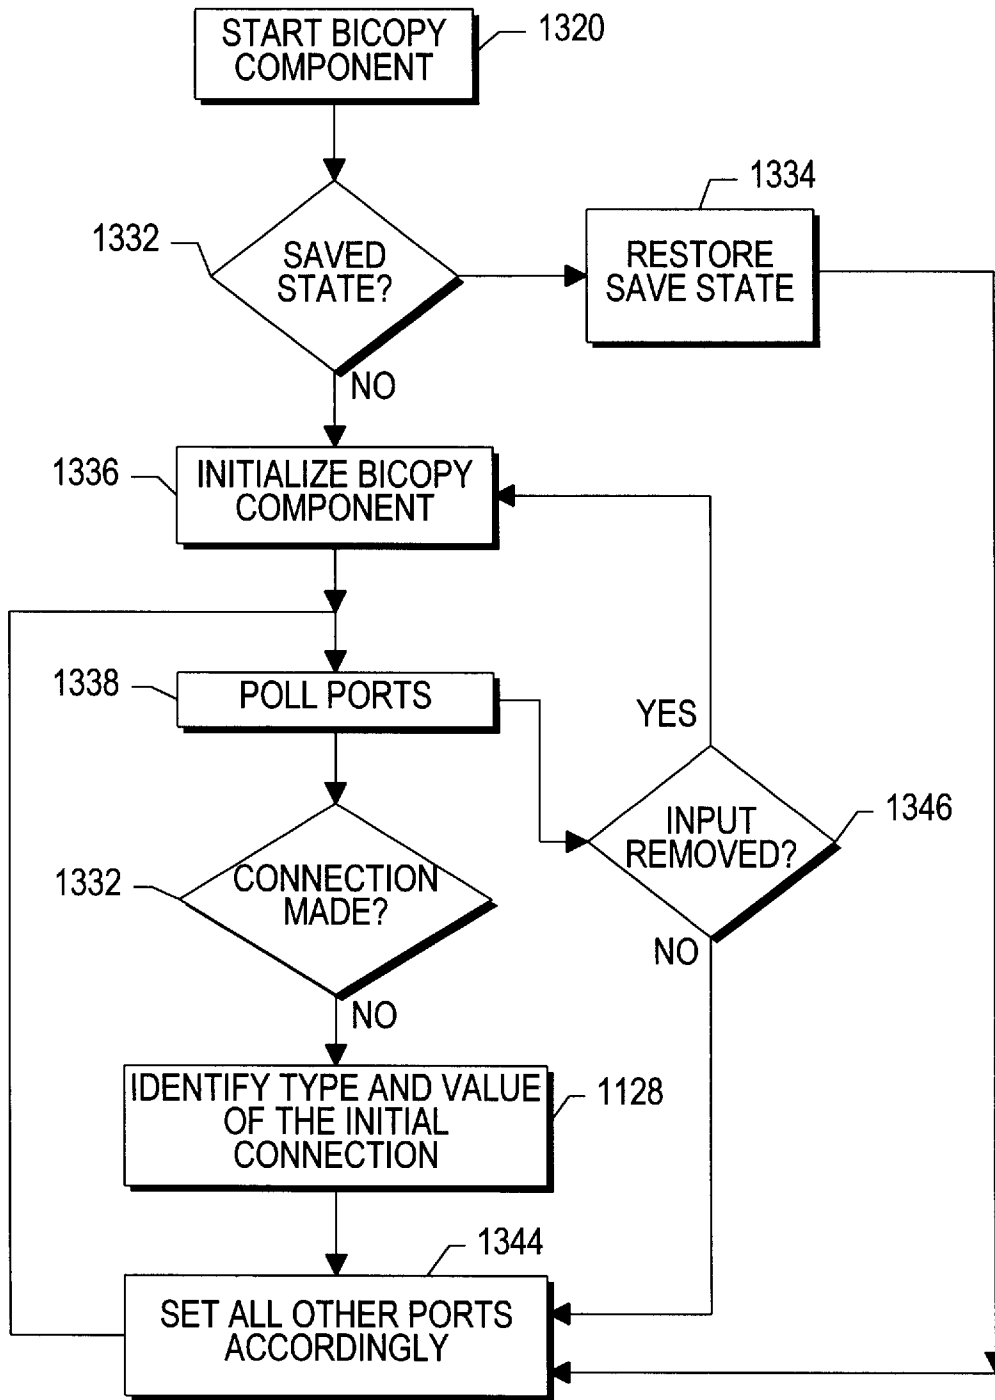 START BICOPY
COMPONENT
1320
1334
1332
SAVED
STATE?
RESTORE
SAVE STATE
NO
1336
INITIALIZE BICOPY
COMPONENT
1338
POLL PORTS
YES
INPUT
REMOVED?
1346
1332
CONNECTION
MADE?
NO
NO
IDENTIFY TYPE AND VALUE
OF THE INITIAL
CONNECTION
1128
1344
SET ALL OTHER PORTS
ACCORDINGLY